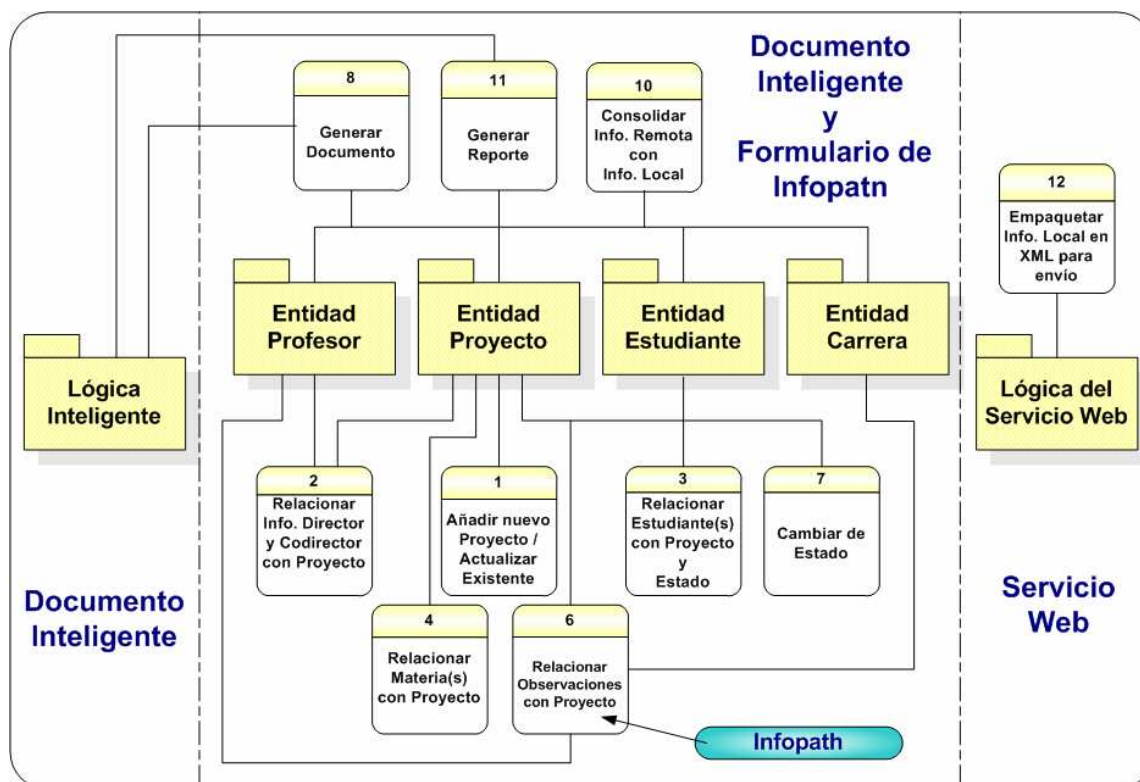 Documento
Inteligente
y
Formulario de
Infopatn
8
Generar
Documento
11
Generar
Reporte
10
Consolidar
Info. Remota
con
Info. Local
12
Empaquetar
Info. Local en
XML para
envío
Entidad
Profesor
Entidad
Proyecto
Entidad
Estudiante
Entidad
Carrera
Lógica
Inteligente
Lógica del
Servicio Web
2
Relacionar
Info. Director
y Codirector
con Proyecto
1
Añadir nuevo
Proyecto /
Actualizar
Existente
3
Relacionar
Estudiante(s)
con Proyecto
y
Estado
7
Cambiar de
Estado
Documento
Inteligente
Servicio
Web
4
Relacionar
Materia(s)
con Proyecto
6
Relacionar
Observaciones
con Proyecto
Infopath